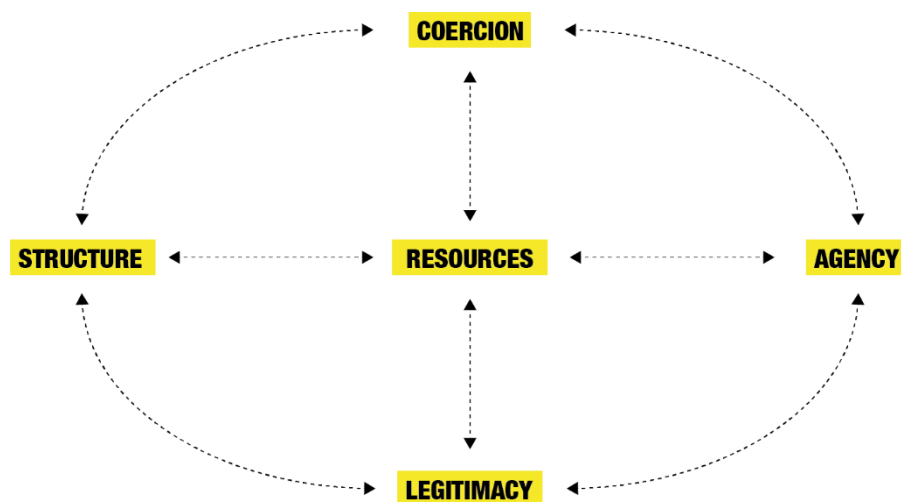 COERCION
STRUCTURE
RESOURCES
AGENCY
LEGITIMACY